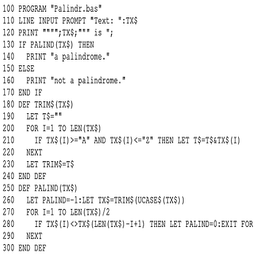 100 PROGRAM "Palindr.bas"
110 LINE INPUT PROMPT "Text: ":TX$
120 PRINT """";TX$;""" is ";
130 IF PALIND(TX$) THEN
140   PRINT "a palindrome."
150 ELSE
160   PRINT "not a palindrome."
170 END IF
180 DEF TRIM$(TX$)
190   LET T$=""
200   FOR I=1 TO LEN(TX$)
210     IF TX$(I)>="A" AND TX$(I)<="Z" THEN LET T$=T$&TX$(I)
220   NEXT
230   LET TRIM$=T$
240 END DEF
250 DEF PALIND(TX$)
260   LET PALIND=-1:LET TX$=TRIM$(UCASE$(TX$))
270   FOR I=1 TO LEN(TX$)/2
280     IF TX$(I)<>TX$(LEN(TX$)-I+1) THEN LET PALIND=0:EXIT FOR
290   NEXT
300 END DEF